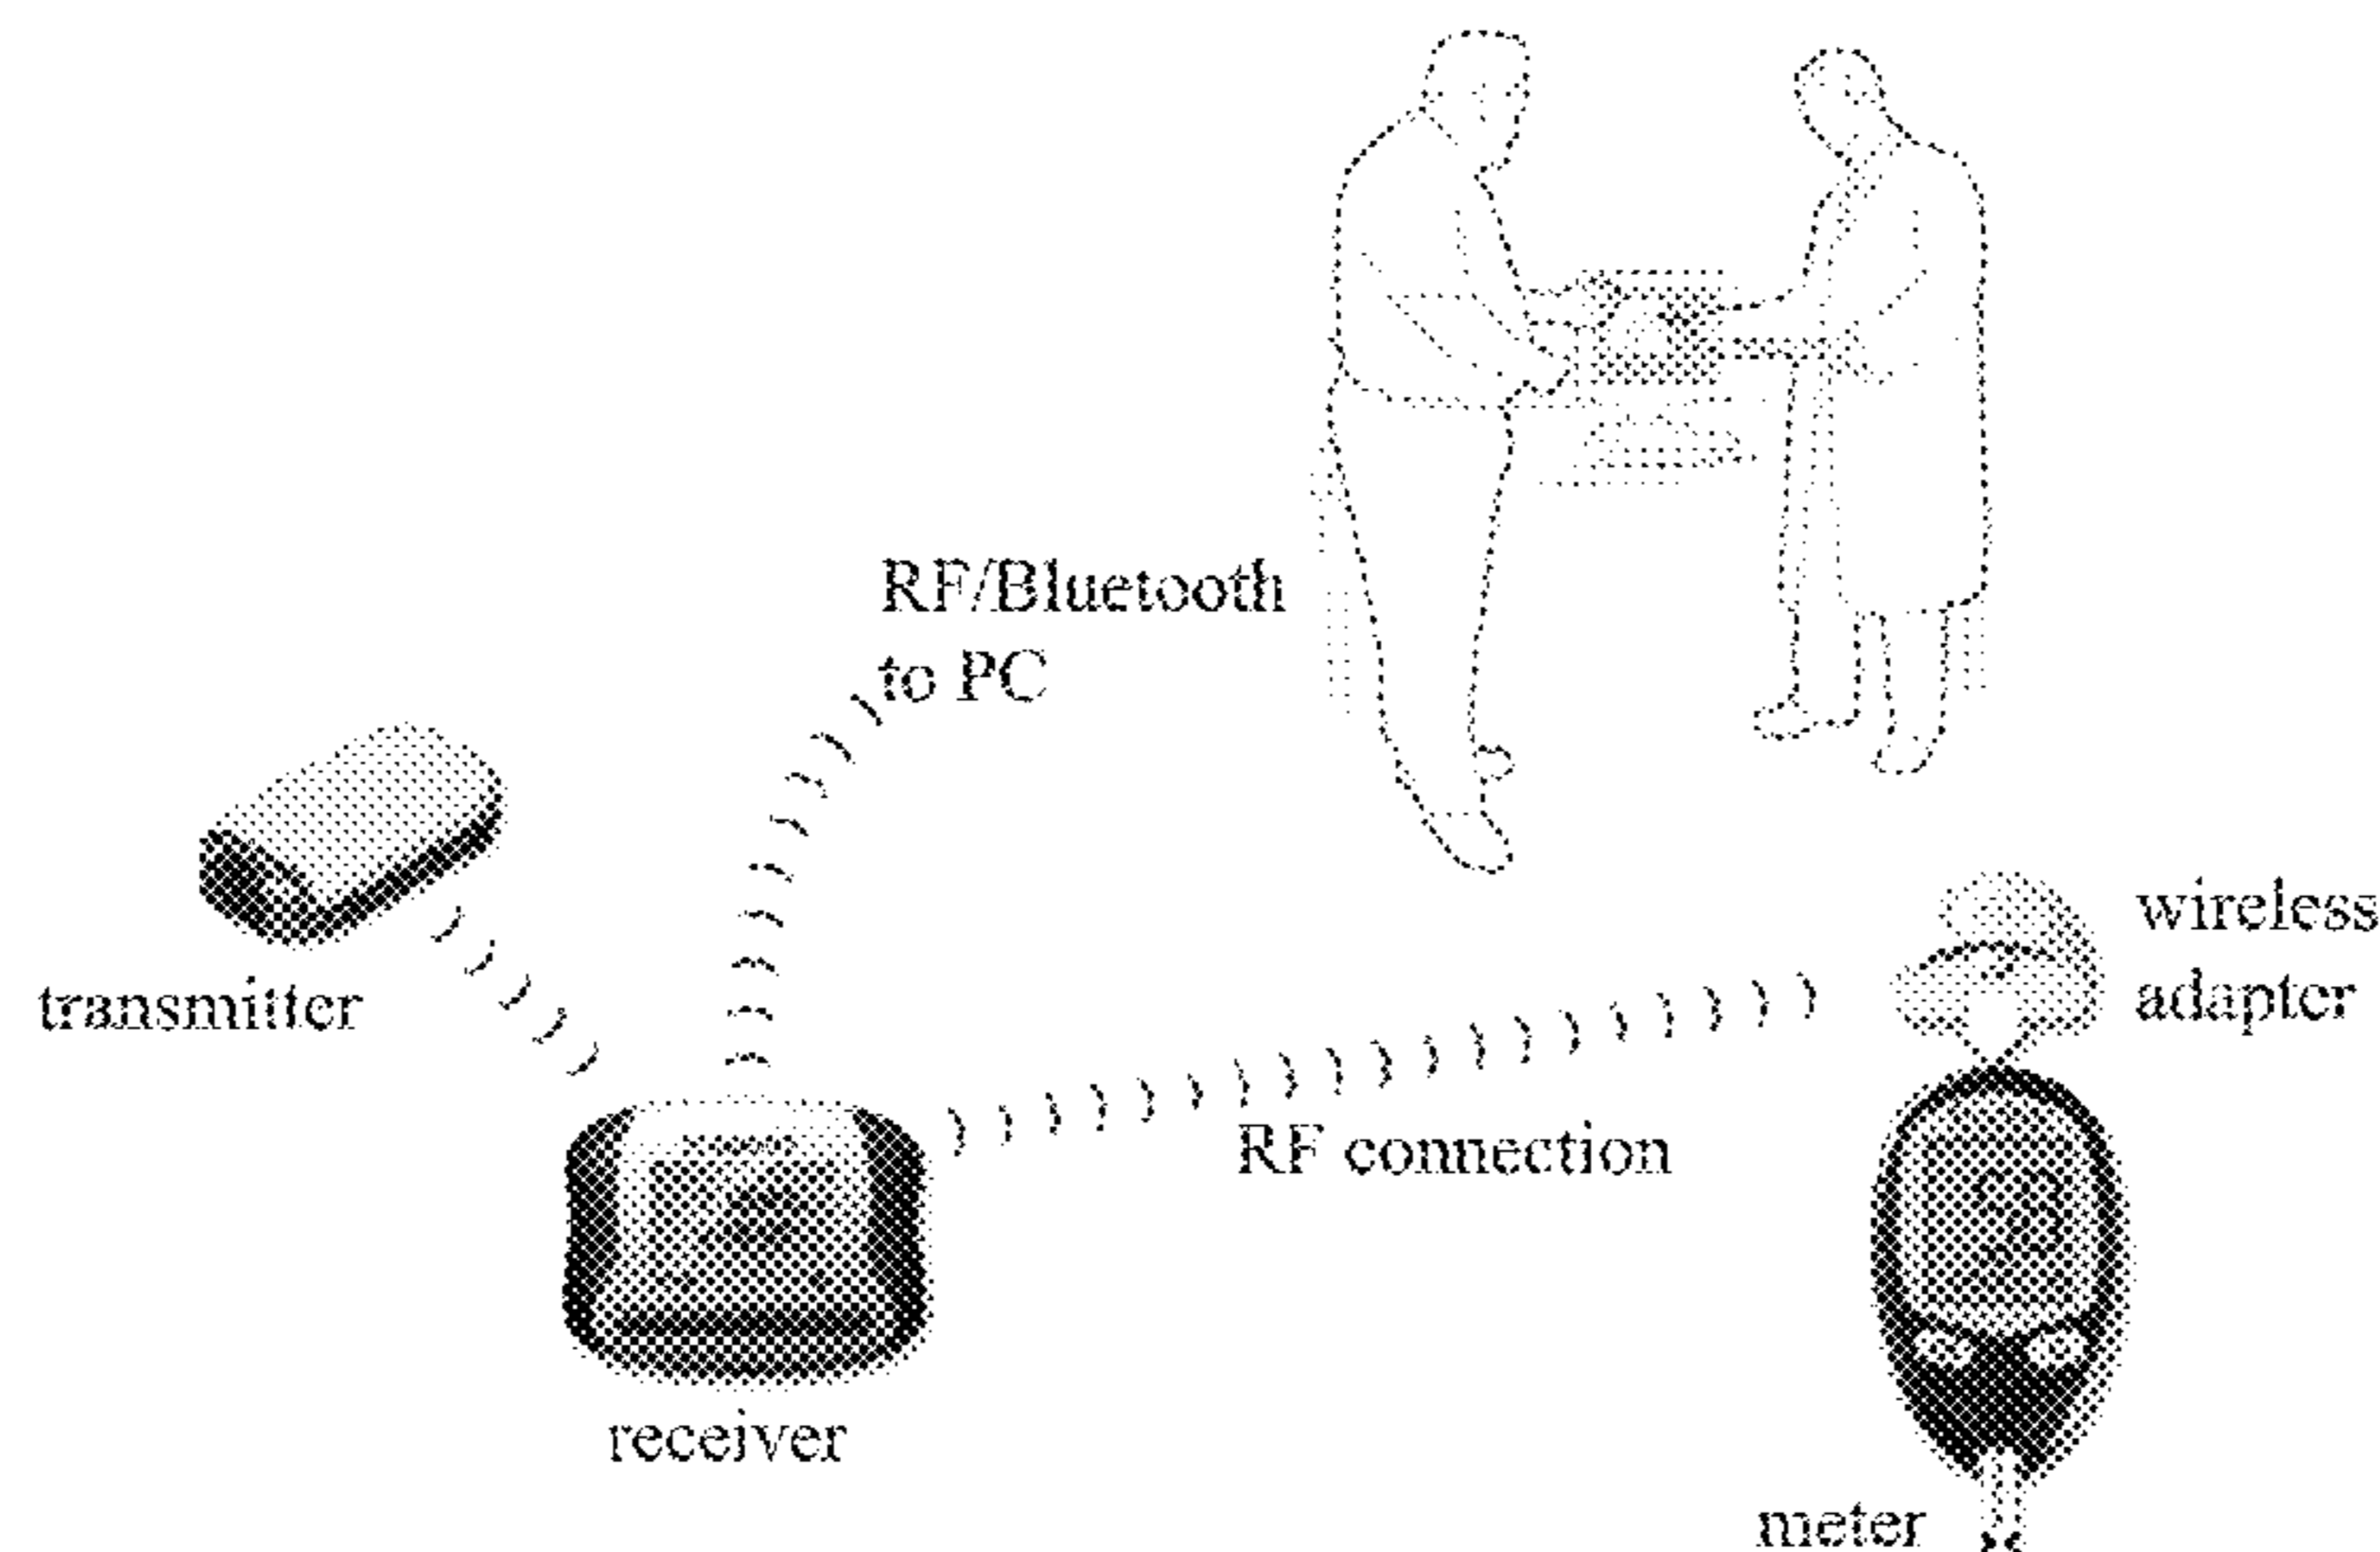 RF/Bluetooth
to PC
wireless
adapter
transmitter
RF connection
receiver
meter